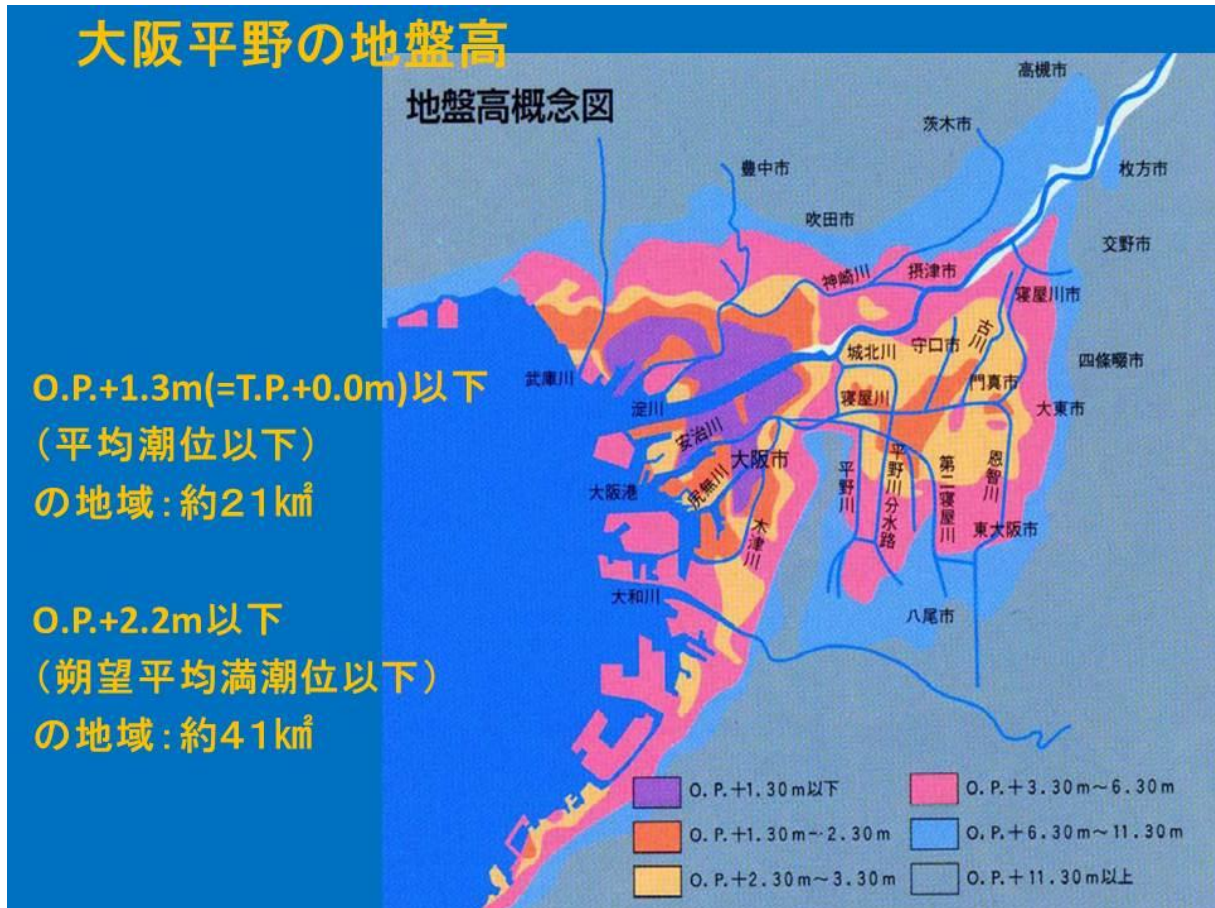 大阪平野の地盤高
地盤高概念図
高槻市
茨木市
豊中市
枚方市
吹田市
交野市
神崎川
摂津市
寝屋川市
古川
城北川
守口市
四條畷市
武庫川
門真市
淀川
寝屋川
大東市
安治川
大阪市
大阪港
尻無川
木津川
平野川
平野川分水路
第二寝屋川
恩智川
東大阪市
大和川
八尾市
O.P.+1.3m(=T.P.+0.0m)以下
(平均潮位以下)
の地域:約21㎢
O.P.+2.2m以下
(朔望平均満潮位以下)
の地域:約41㎢
O.P.+1.30m以下
O.P.+1.30m~2.30m
O.P.+2.30m~3.30m
O.P.+3.30m~6.30m
O.P.+6.30m~11.30m
O.P.+11.30m以上